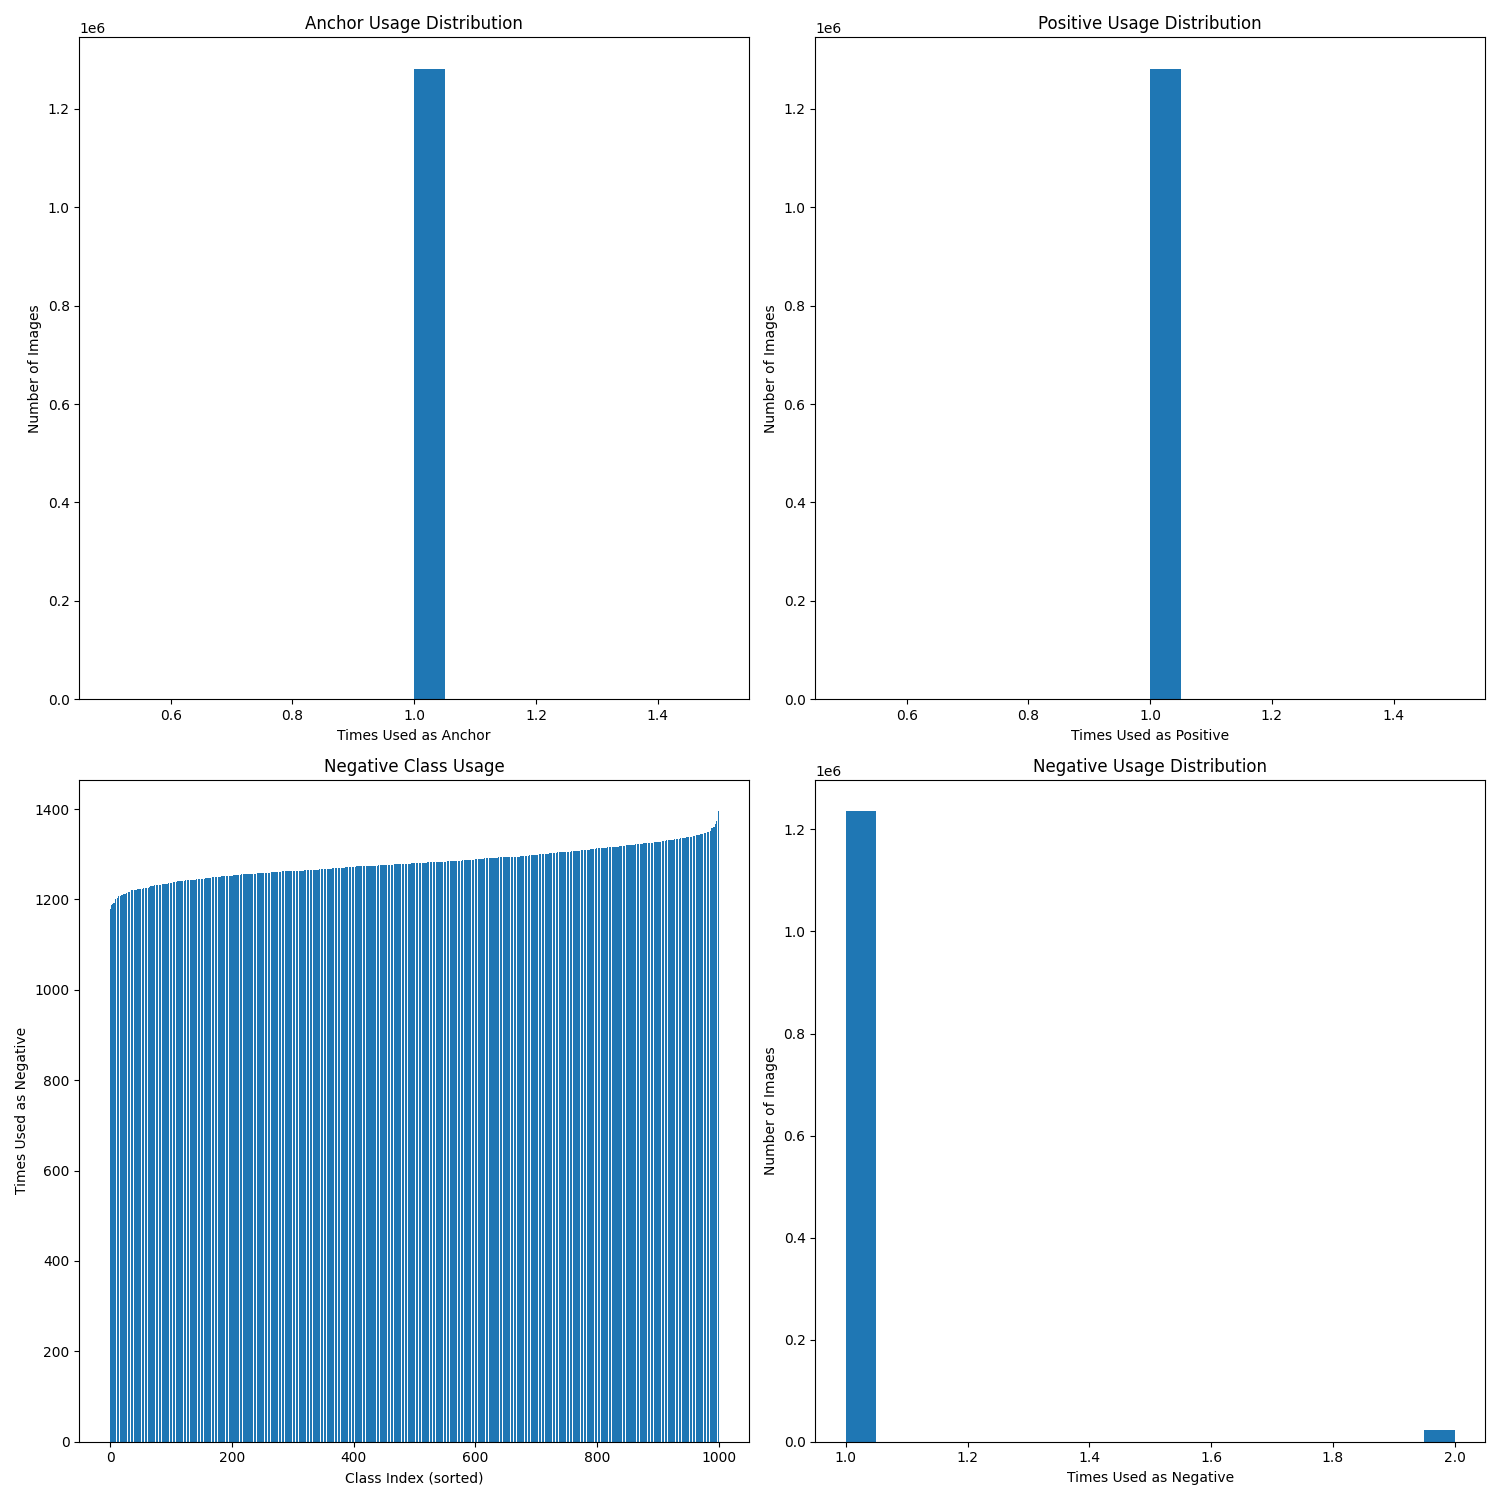 Anchor Usage Distribution
1e6
1.2
1.0
0.8
0.6
0.4
0.2
0.0
Number of Images
0.6 0.8 1.0 1.2 1.4
Times Used as Anchor
Positive Usage Distribution
1e6
1.2
1.0
0.8
0.6
0.4
0.2
0.0
Number of Images
0.6 0.8 1.0 1.2 1.4
Times Used as Positive
Negative Class Usage
1400
1200
1000
800
600
400
200
0
Times Used as Negative
0 200 400 600 800 1000
Class Index (sorted)
Negative Usage Distribution
1e6
1.2
1.0
0.8
0.6
0.4
0.2
0.0
Number of Images
1.0 1.2 1.4 1.6 1.8 2.0
Times Used as Negative